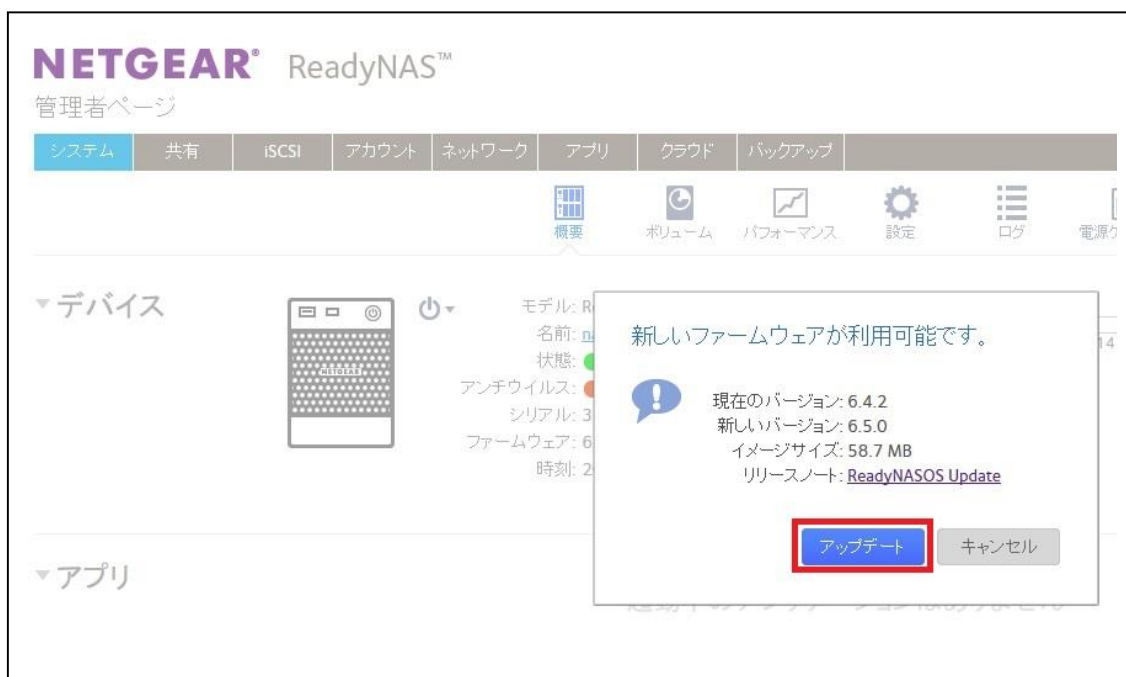 NETGEAR® ReadyNAS™
管理者ページ
システム 共有 iSCSI アカウント ネットワーク アプリ クラウド バックアップ
概要 ボリューム パフォーマンス 設定 ログ
デバイス
NETGEAR
モデル:
名前:
状態:
アンチウイルス:
シリアル: 3
ファームウェア: 6
時刻: 2
14
新しいファームウェアが利用可能です。
現在のバージョン: 6.4.2
新しいバージョン: 6.5.0
イメージサイズ: 58.7 MB
リリースノート: ReadyNASOS Update
アップデート キャンセル
アプリ